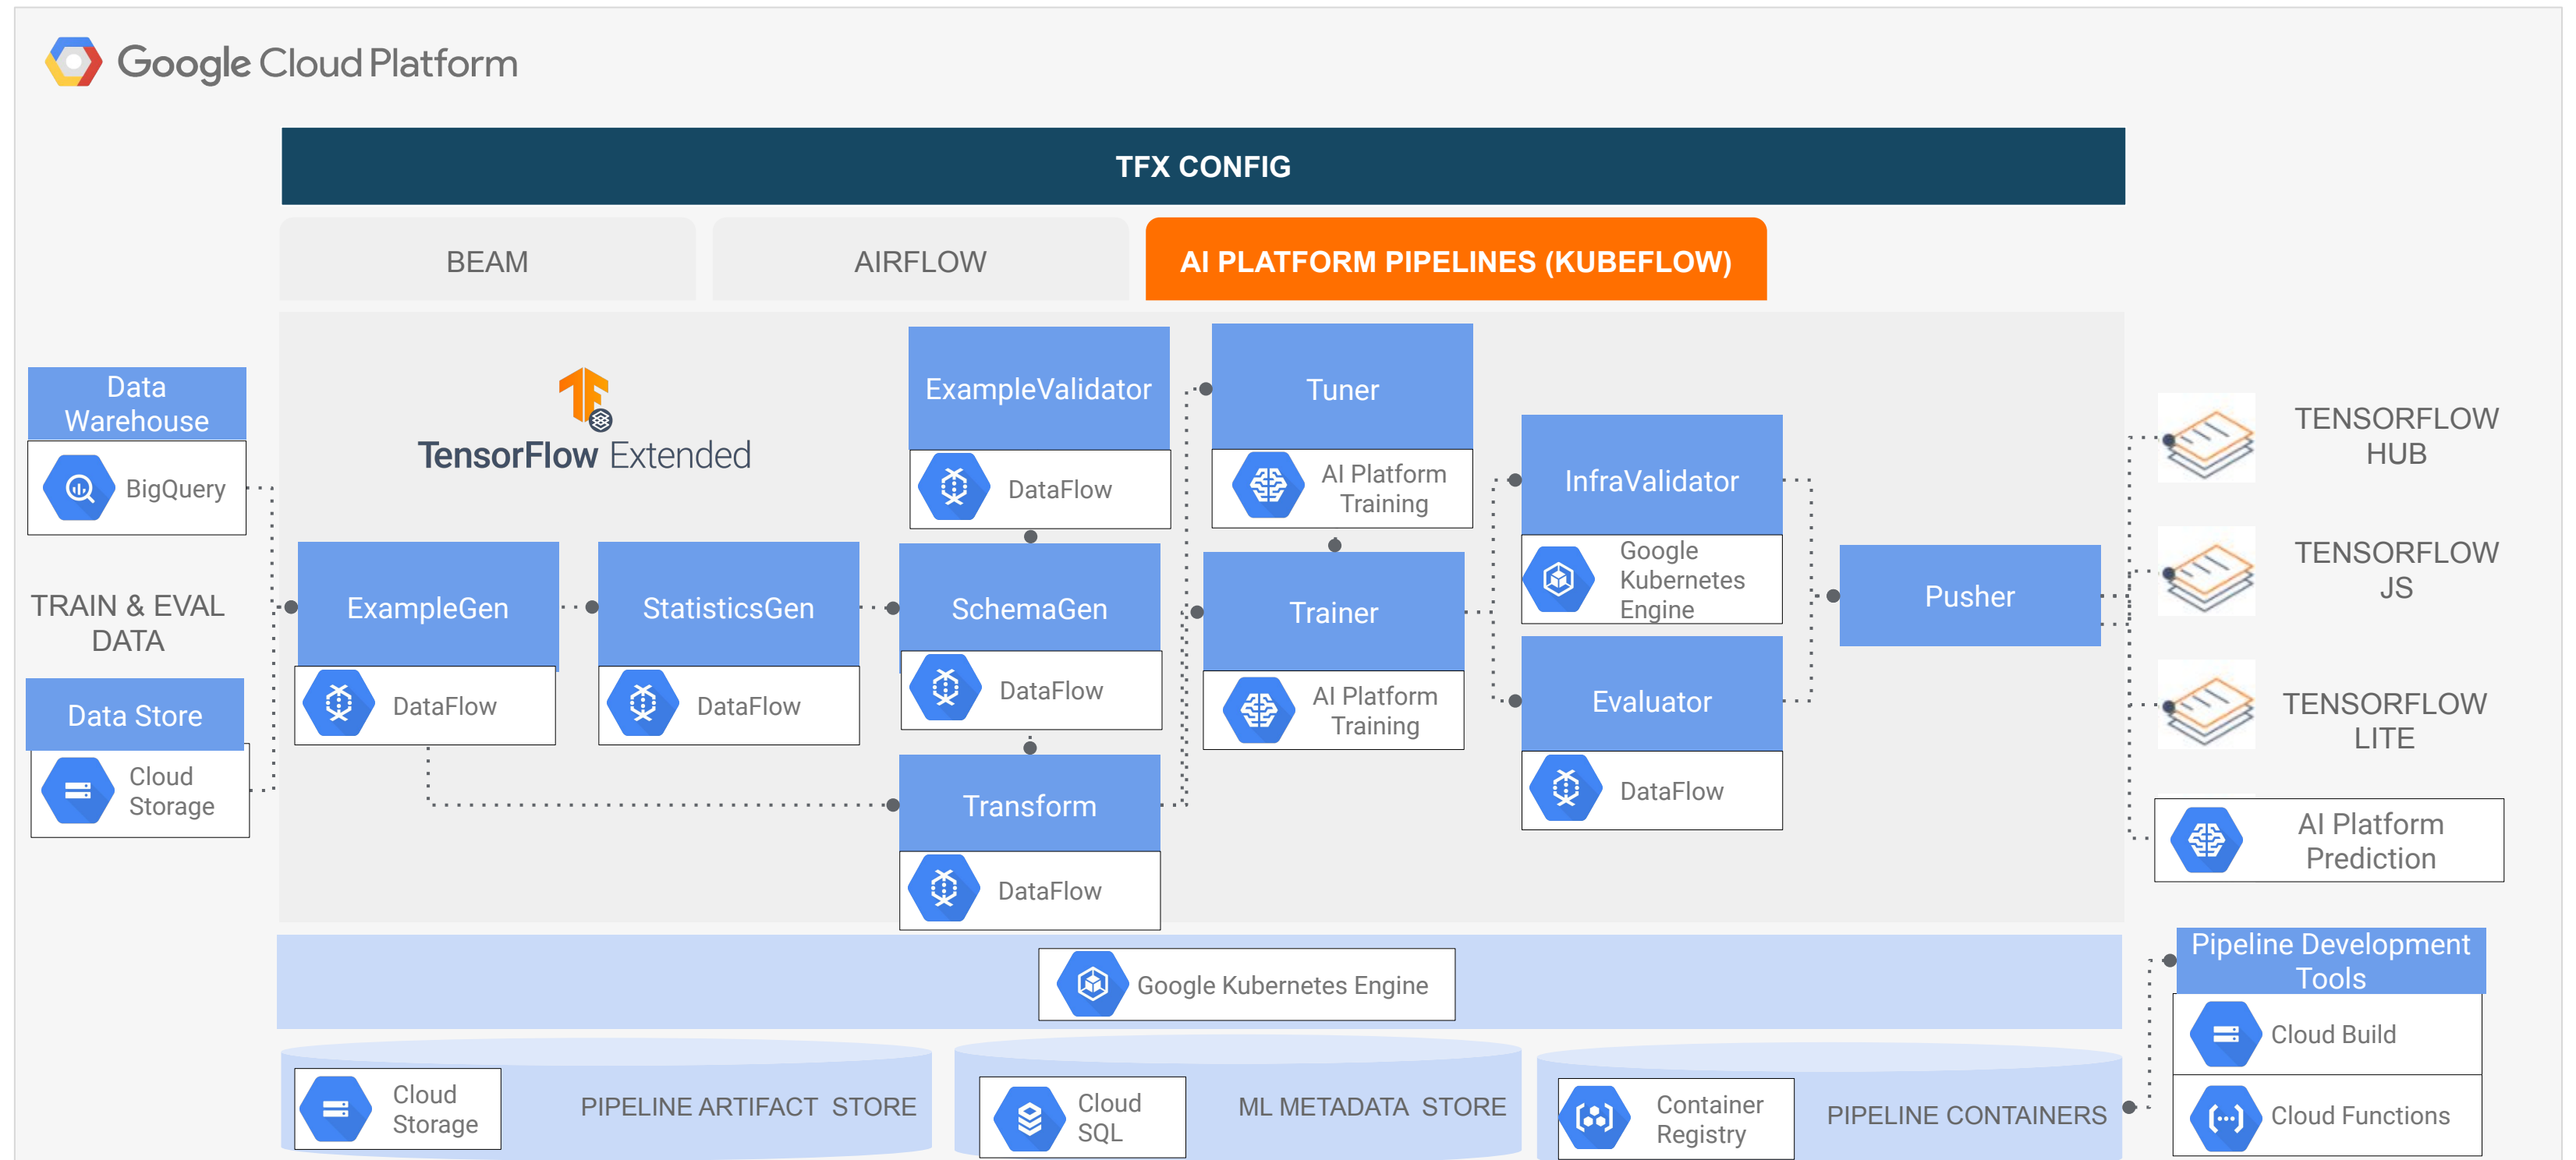 Google Cloud Platform
TFX CONFIG
BEAM
AIRFLOW
AI PLATFORM PIPELINES (KUBEFLOW)
Data
Warehouse
BigQuery
TRAIN & EVAL
DATA
Data Store
Cloud
Storage
TensorFlow Extended
ExampleGen
DataFlow
StatisticsGen
DataFlow
ExampleValidator
DataFlow
SchemaGen
DataFlow
Transform
DataFlow
Tuner
AI Platform
Training
Trainer
AI Platform
Training
InfraValidator
Google
Kubernetes
Engine
Evaluator
DataFlow
Pusher
TENSORFLOW
HUB
TENSORFLOW
JS
TENSORFLOW
LITE
AI Platform
Prediction
Google Kubernetes Engine
Pipeline Development
Tools
Cloud Build
Cloud Functions
Cloud
Storage
PIPELINE ARTIFACT STORE
Cloud
SQL
ML METADATA STORE
Container
Registry
PIPELINE CONTAINERS